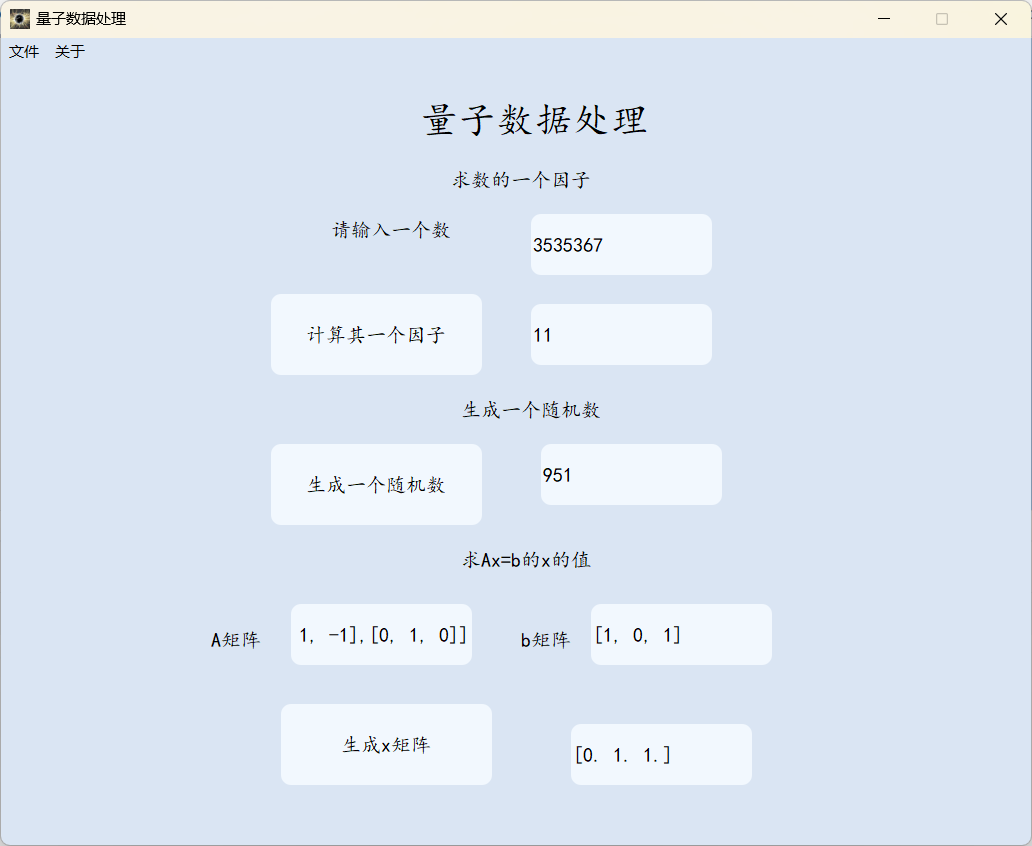 量子数据处理
文件 关于
量子数据处理
求数的一个因子
请输入一个数 3535367
计算其一个因子 11
生成一个随机数
生成一个随机数 951
求Ax=b的x的值
A矩阵 1, -1],[0, 1, 0]] b矩阵 [1, 0, 1]
生成x矩阵 [0. 1. 1.]